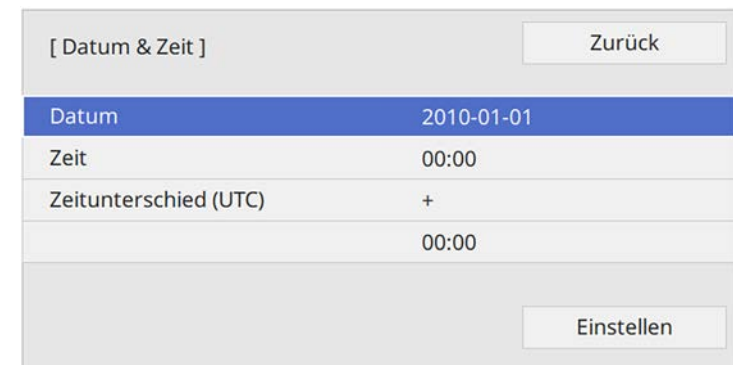 [ Datum & Zeit ] Zurück
Datum 2010-01-01
Zeit 00:00
Zeitunterschied (UTC) +
00:00
Einstellen